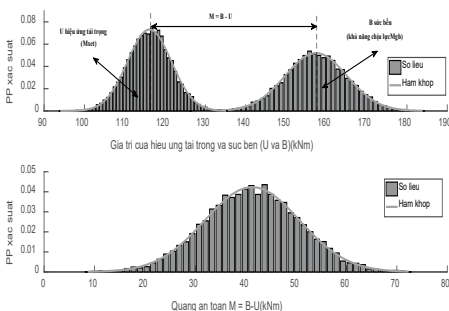 PP xac suat
0.08
0.06
0.04
0.02
0
U hiệu ứng tải trọng
(Mxet)
M = B - U
B sức bền
(khả năng chịu lựcMgh)
So lieu
Ham khop
90 100 110 120 130 140 150 160 170 180 190
Gia tri cua hieu ung tai trong va suc ben (U va B)(kNm)
PP xac suat
0.05
0.04
0.03
0.02
0.01
0
So lieu
Ham khop
0 10 20 30 40 50 60 70 80
Quang an toan M = B-U(kNm)